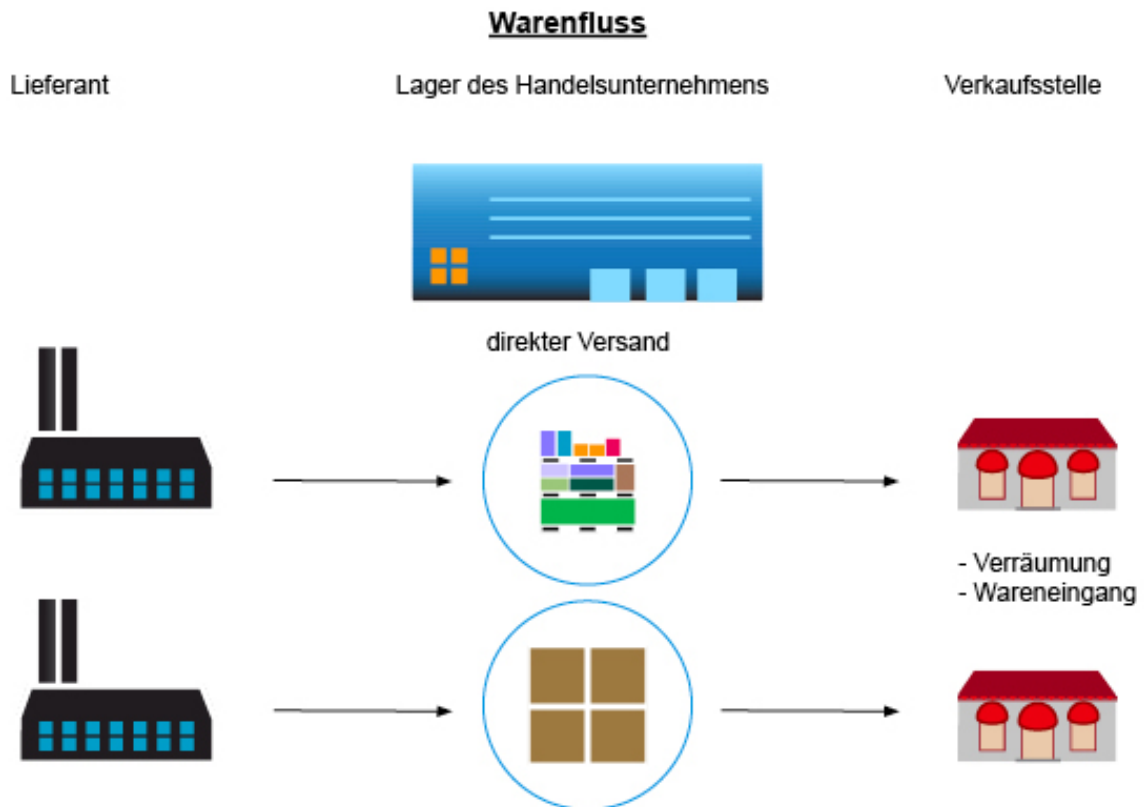 Warenfluss
Lieferant
Lager des Handelsunternehmens
Verkaufsstelle
direkter Versand
- Verräumung
- Wareneingang